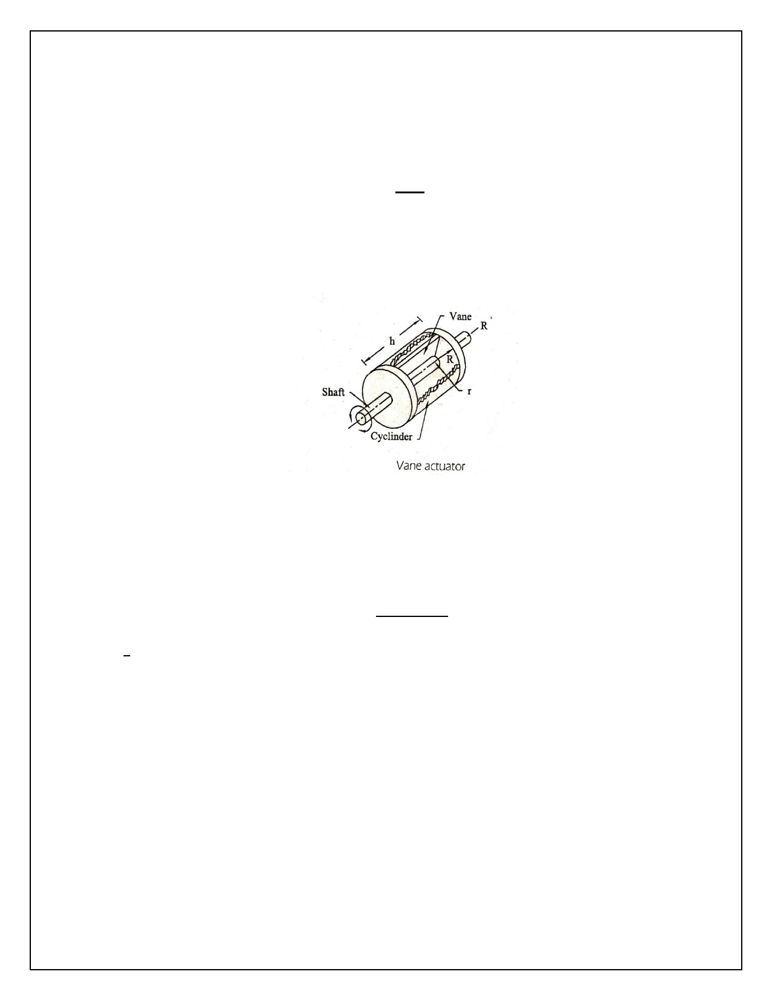 Vane
R
h
R
Shaft
r
Cyclinder
Vane actuator